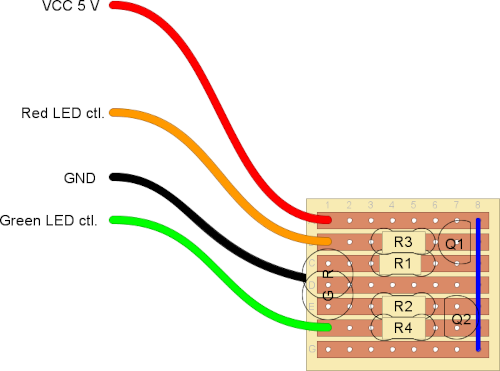 VCC 5 V
Red LED ctl.
GND
Green LED ctl.
1 2 3 4 5 6 7 8
R3 Q1
C R1
R
D
G
E R2
Q2
R4
G